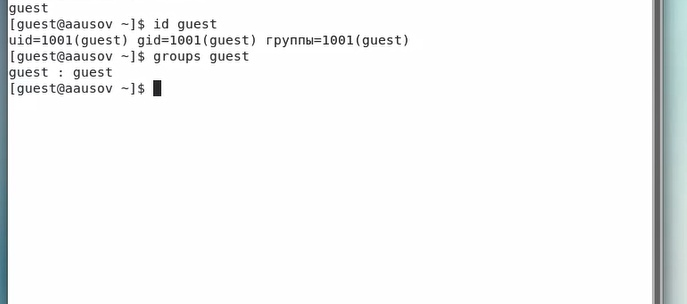 guest
[guest@aausov ~]$ id guest
uid=1001(guest) gid=1001(guest) группы=1001(guest)
[guest@aausov ~]$ groups guest
guest : guest
[guest@aausov ~]$